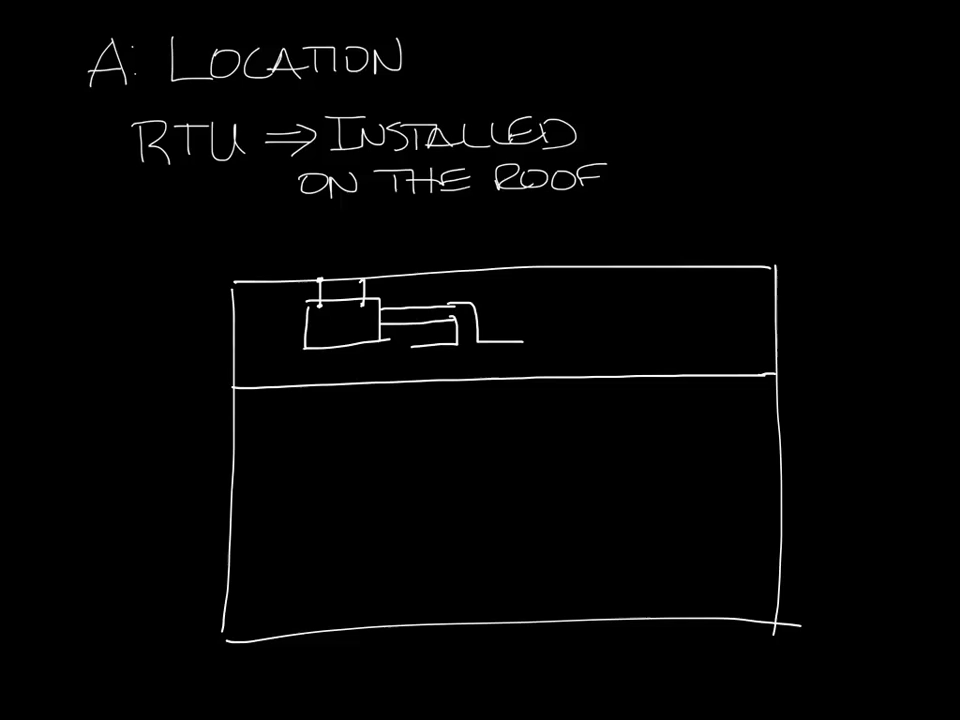 A: LOCATION
RTU ⇒ INSTALLED
ON THE ROOF